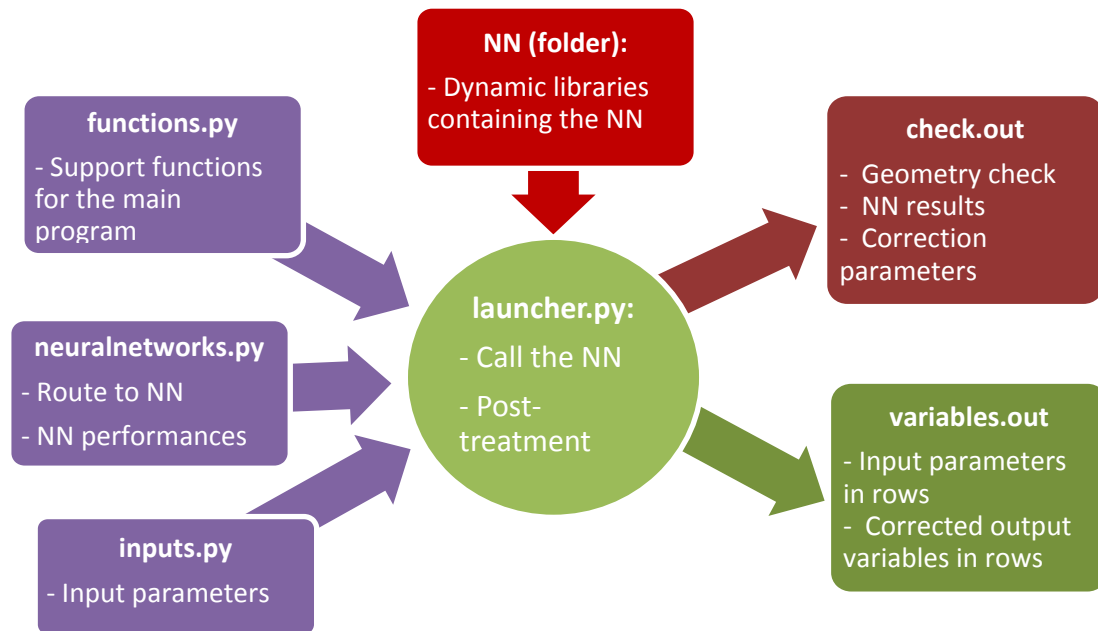 NN (folder):
- Dynamic libraries
containing the NN
functions.py
- Support functions
for the main
program
check.out
- Geometry check
- NN results
- Correction
parameters
launcher.py:
- Call the NN
- Post-
treatment
neuralnetworks.py
- Route to NN
- NN performances
variables.out
- Input parameters
in rows
- Corrected output
variables in rows
inputs.py
- Input parameters